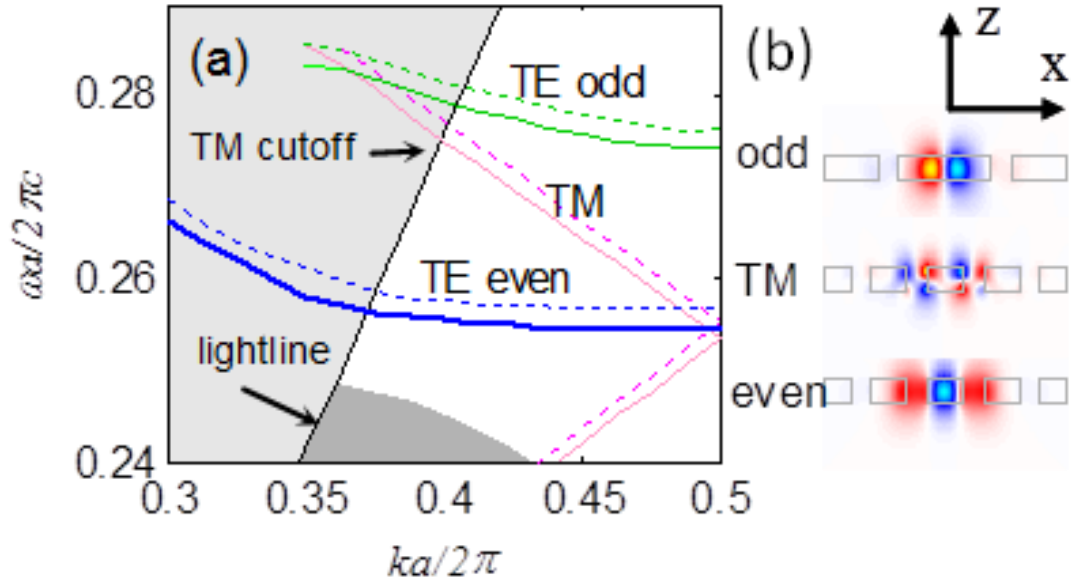 (a)
TE odd
TM cutoff
TM
TE even
lightline
0.28
0.26
0.24
0.3
0.35
0.4
0.45
0.5
ωa/2πc
ka/2π
(b)
z
x
odd
TM
even